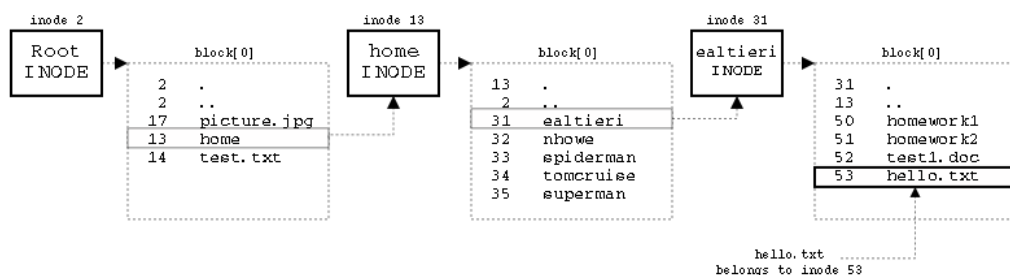 inode 2
Root
INODE
block[0]
2 .
2 ..
17 picture.jpg
13 home
14 test.txt
inode 13
home
INODE
block[0]
13 .
2 ..
31 ealtieri
32 nhowe
33 spiderman
34 tomcruise
35 superman
inode 31
ealtieri
INODE
block[0]
31 .
13 ..
50 homework1
51 homework2
52 test1.doc
53 hello.txt
hello.txt
belongs to inode 53